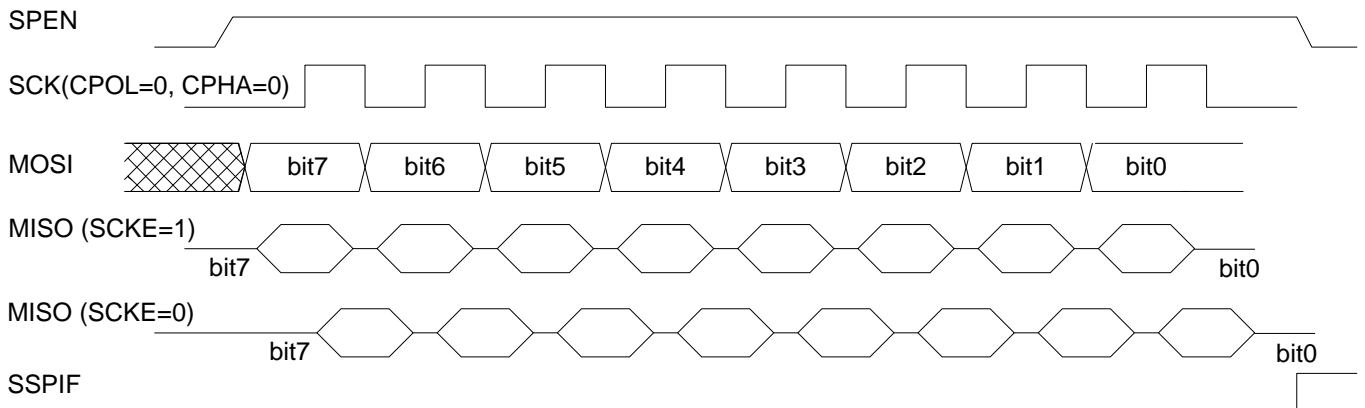 SPEN
SCK(CPOL=0, CPHA=0)
MOSI bit7 bit6 bit5 bit4 bit3 bit2 bit1 bit0
MISO (SCKE=1)
bit7 bit0
MISO (SCKE=0)
bit7 bit0
SSPIF